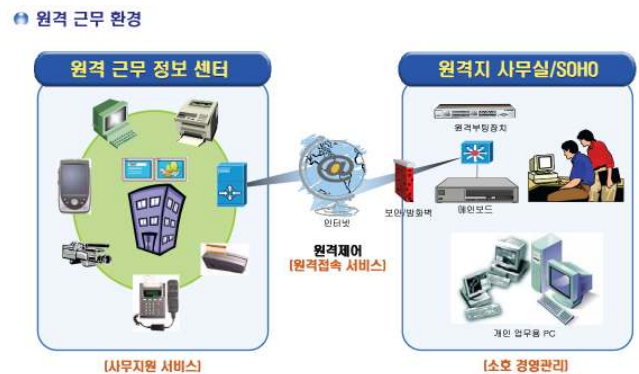 원격 근무 환경
원격 근무 정보 센터
원격지 사무실/SOHO
원격부팅장치
인터넷
보안/방화벽
메인보드
원격제어
[원격접속 서비스]
개인 업무용 PC
[사무지원 서비스]
[소호 경영관리]